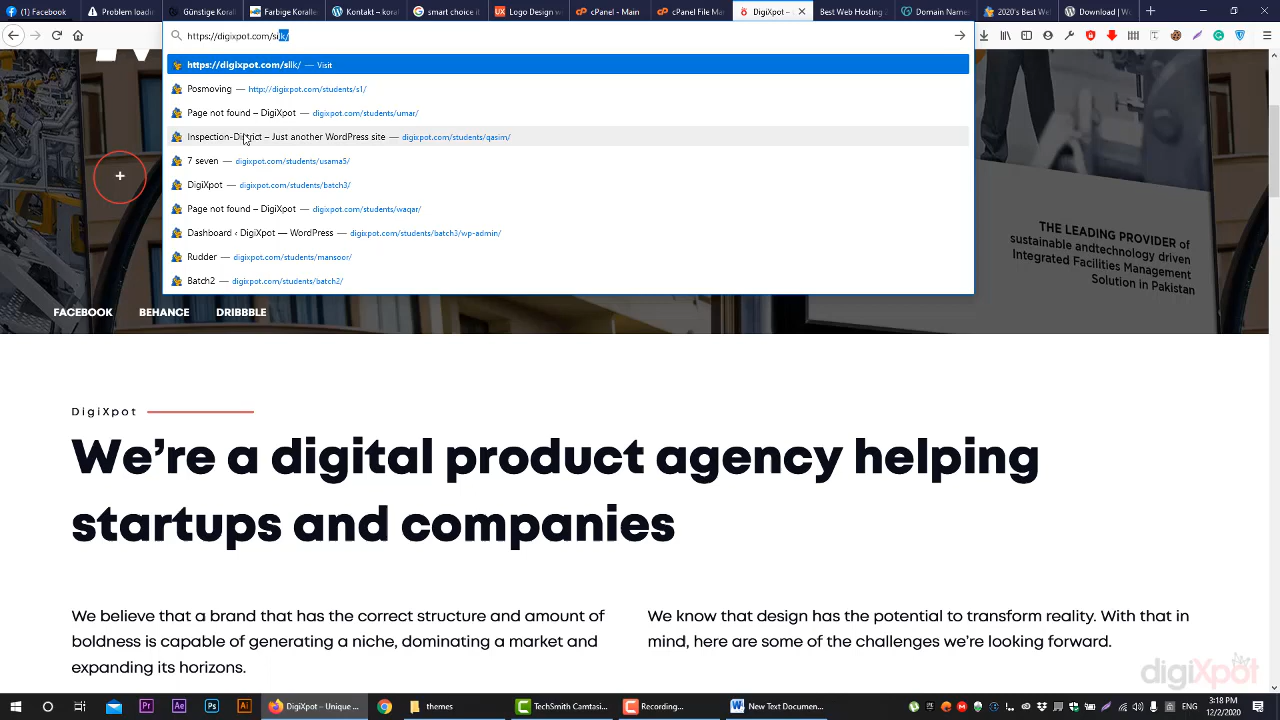 Facebook
Problem loadin
Günstige Korall
Farbige Koralle
Kontakt – korall
smart choice it
Logo Design w
cPanel - Main
cPanel File Man
DigiXpot –
Best Web Hosting
Domain Names
2020's Best We
Download | Wo
https://digixpot.com/silk/
https://digixpot.com/silk/ — Visit
Posmoving — http://digixpot.com/students/s1/
Page not found – DigiXpot — digixpot.com/students/umar/
Inspection-District – Just another WordPress site — digixpot.com/students/qasim/
7 seven — digixpot.com/students/usama5/
DigiXpot — digixpot.com/students/batch3/
Page not found – DigiXpot — digixpot.com/students/waqar/
Dashboard ‹ DigiXpot — WordPress — digixpot.com/students/batch3/wp-admin/
Rudder — digixpot.com/students/mansoor/
Batch2 — digixpot.com/students/batch2/
THE LEADING PROVIDER of
sustainable andtechnology driven
Integrated Facilities Management
Solution in Pakistan
FACEBOOK BEHANCE DRIBBBLE
DigiXpot
We're a digital product agency helping
startups and companies
We believe that a brand that has the correct structure and amount of
boldness is capable of generating a niche, dominating a market and
expanding its horizons.
We know that design has the potential to transform reality. With that in
mind, here are some of the challenges we're looking forward.
digiXpot
DigiXpot – Unique ...
themes
TechSmith Camtasi...
Recording...
New Text Documen...
ENG
3:18 PM
12/2/2020